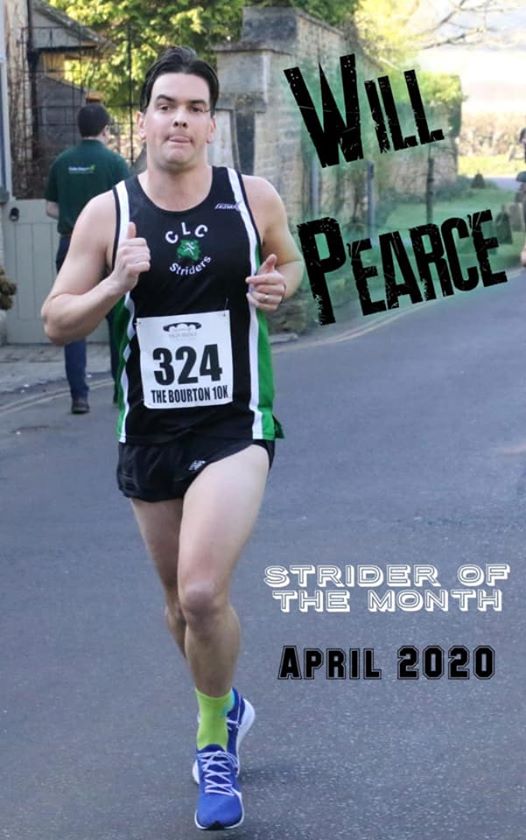 Will
Pearce
CLC
Striders
324
THE BOURTON 10K
STRIDER OF
THE MONTH
April 2020